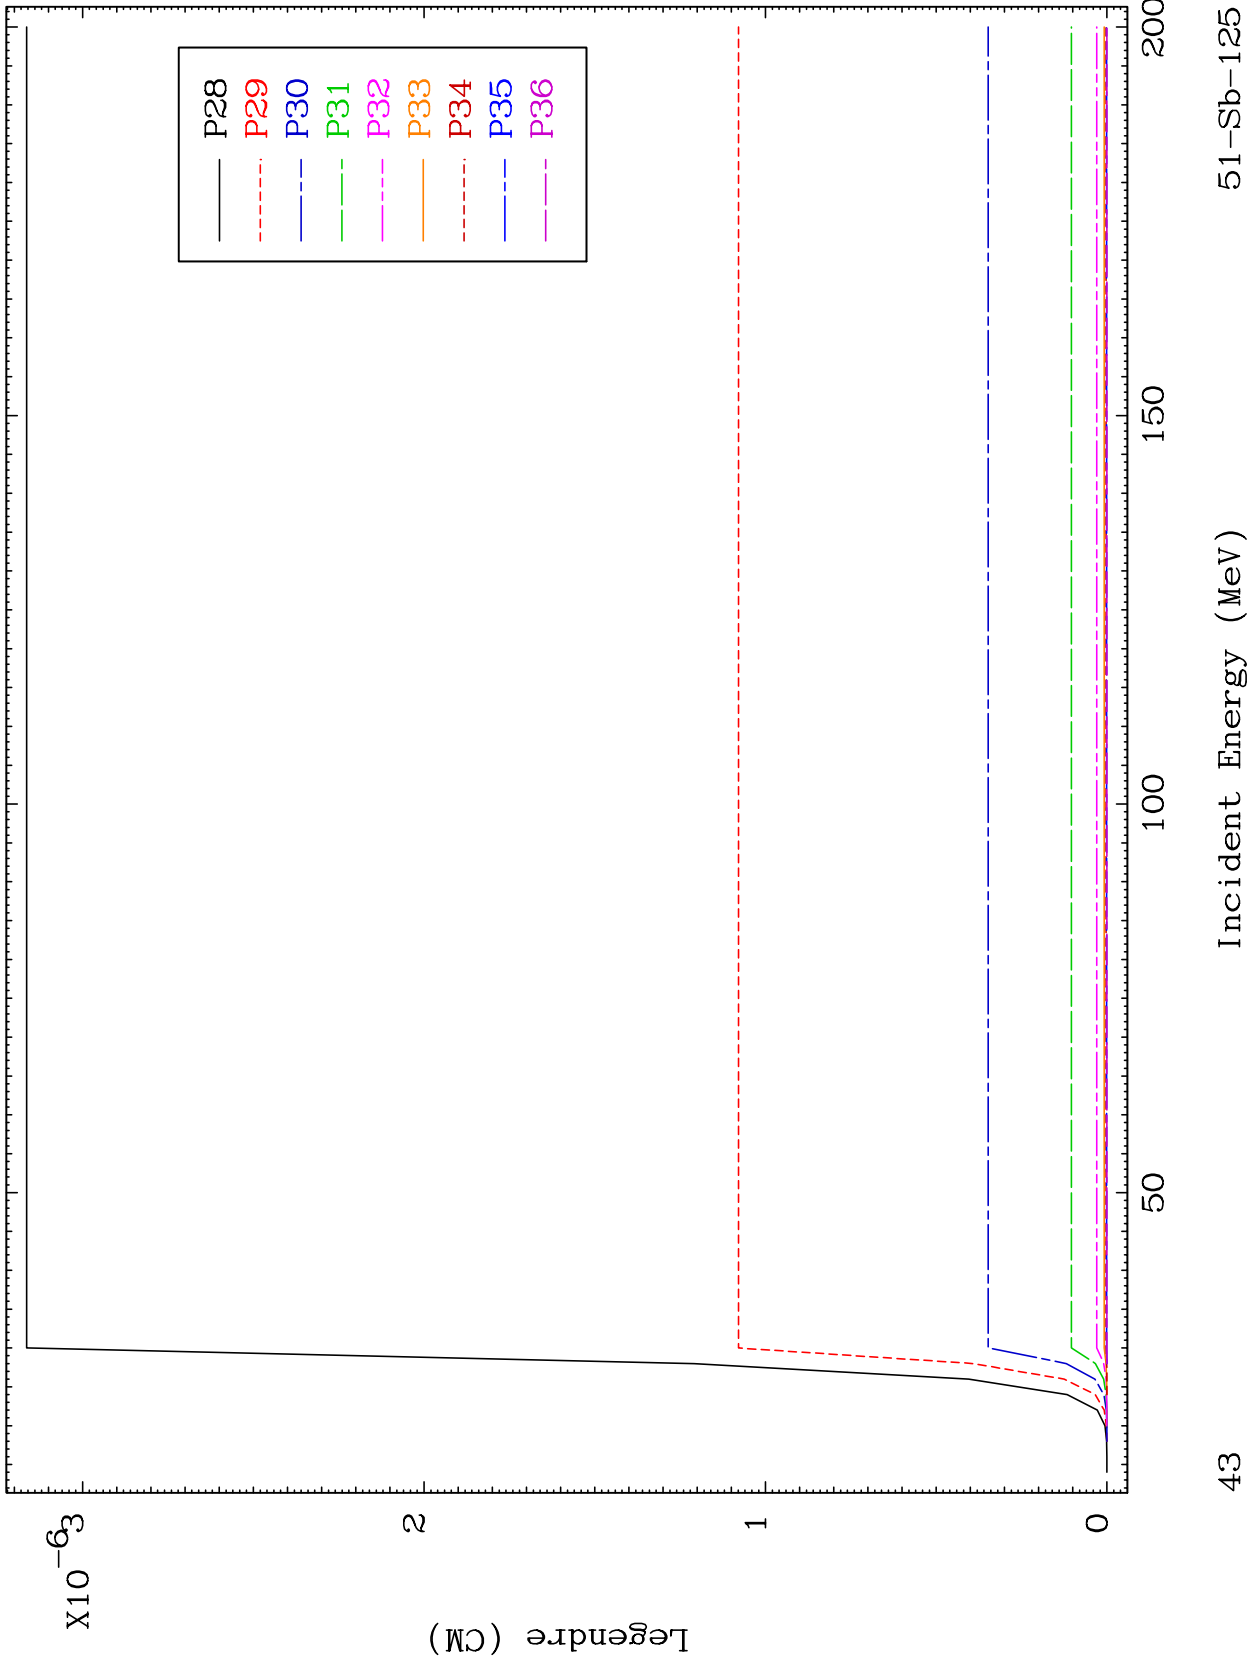 X10-6
3
2
1
0
Legendre (CM)
P28
P29
P30
P31
P32
P33
P34
P35
P36
50
100
150
200
Incident Energy (MeV)
43
51-Sb-125